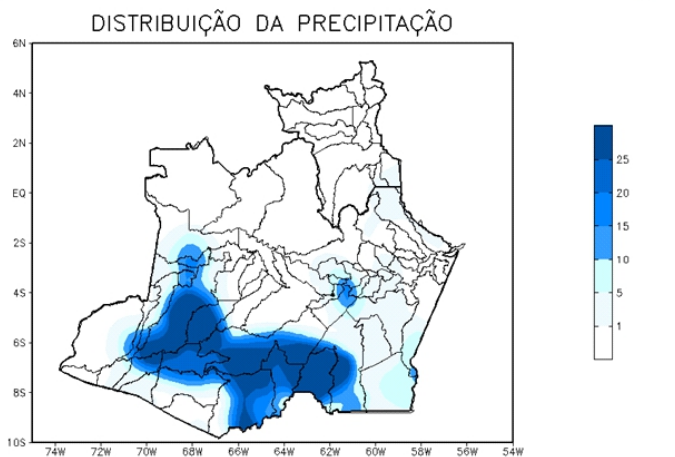 DISTRIBUIÇÃO DA PRECIPITAÇÃO
6N
4N
2N
EQ
2S
4S
6S
8S
10S
74W 72W 70W 68W 66W 64W 62W 60W 58W 56W 54W
25
20
15
10
5
1